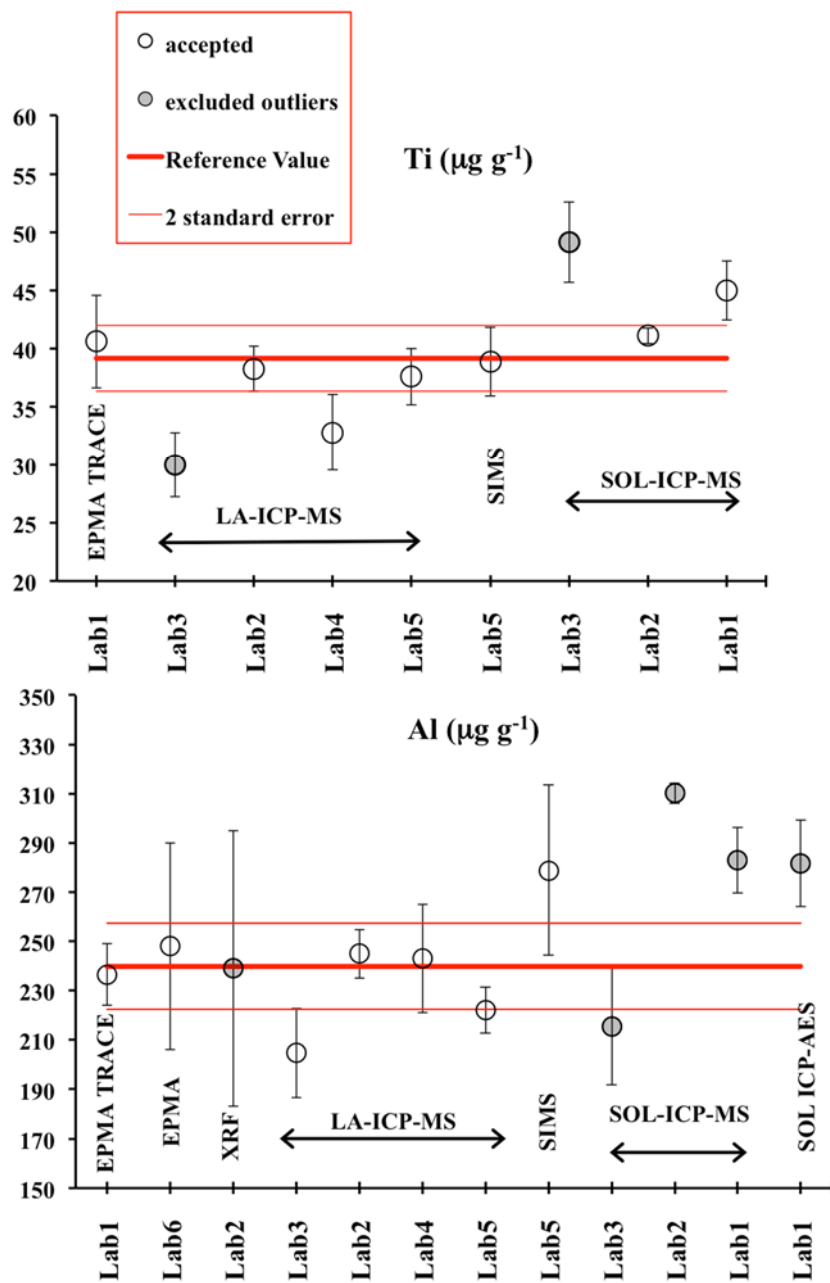 accepted
excluded outliers
Reference Value
2 standard error
Ti (µg g⁻¹)
60
55
50
45
40
35
30
25
20
EPMA TRACE
LA-ICP-MS
SIMS
SOL-ICP-MS
Lab1
Lab3
Lab2
Lab4
Lab5
Lab5
Lab3
Lab2
Lab1
Al (µg g⁻¹)
350
330
310
290
270
250
230
210
190
170
150
EPMA TRACE
EPMA
XRF
LA-ICP-MS
SIMS
SOL-ICP-MS
SOL ICP-AES
Lab1
Lab6
Lab2
Lab3
Lab2
Lab4
Lab5
Lab5
Lab3
Lab2
Lab1
Lab1